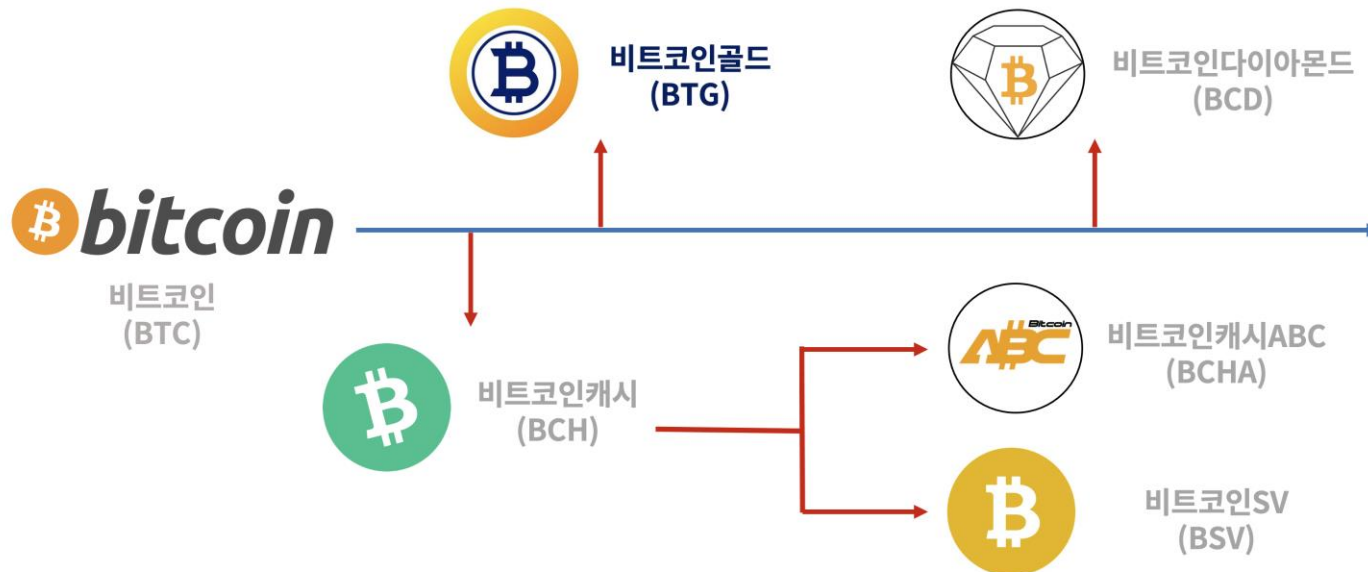 비트코인골드
(BTG)
비트코인다이아몬드
(BCD)
bitcoin
비트코인
(BTC)
비트코인캐시
(BCH)
Bitcoin
ABC
비트코인캐시ABC
(BCHA)
비트코인SV
(BSV)